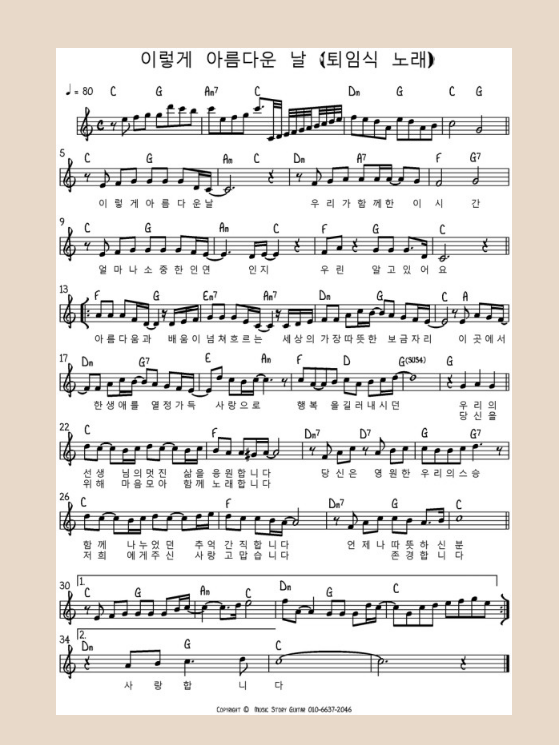 이렇게 아름다운 날 (퇴임식 노래)
♩ = 80 C G Am7 C Dm G C G
5 C G Am C Dm A7 F G7
이 렇 게 아 름 다 운 날 우 리 가 함 께 한 이 시 간
9 C G Am C F G C
얼 마 나 소 중 한 인 연 인지 우 린 알 고 있 어 요
13 F G Em7 Am7 Dm G C A
아 름 다 움 과 배 움 이 넘 쳐 흐 르 는 세 상 의 가 장 따 뜻 한 보 금 자 리 이 곳 에 서
17 Dm G7 E Am F D G(sus4) G
한 생 애 를 열 정 가 득 사 랑 으 로 행 복 을 길 러 내 시 던 우 리 의
당 신 을
22 C F Dm7 D7 G G7
선 생 님 의 멋 진 삶 을 응 원 합 니 다 당 신 은 영 원 한 우 리 의 스 승
위 해 마 음 모 아 함 께 노 래 합 니 다
26 C F Dm7 G C
함 께 나 누 었 던 추 억 간 직 합 니 다 언 제 나 따 뜻 하 신 분
저 희 에 게 주 신 사 랑 고 맙 습 니 다 존 경 합 니 다
30 1. C G Am C Dm G C
34 2. Dm G C
사 랑 합 니 다
Copyright © Music Story Guitar 010-6637-2046